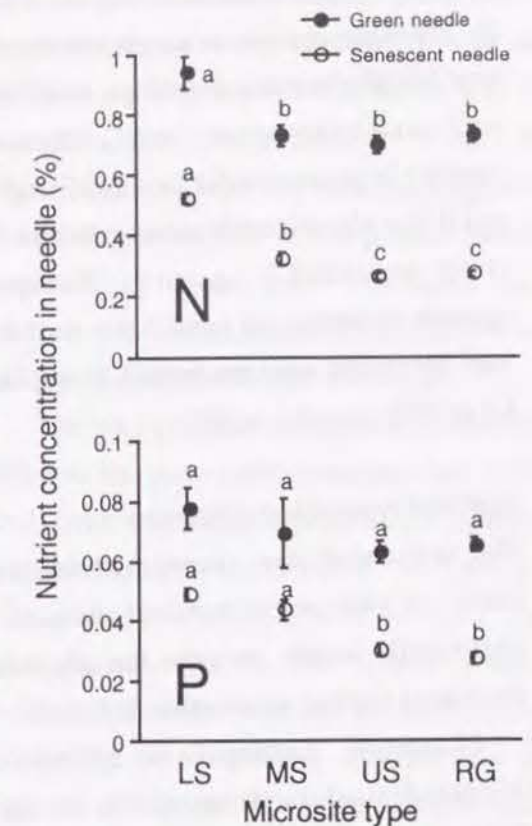 Green needle
Senescent needle
Nutrient concentration in needle (%)
1
0.8
0.6
0.4
0.2
0
a
b
b
b
a
b
c
c
N
0.1
0.08
0.06
0.04
0.02
0
a
a
a
a
a
a
b
b
P
LS MS US RG
Microsite type